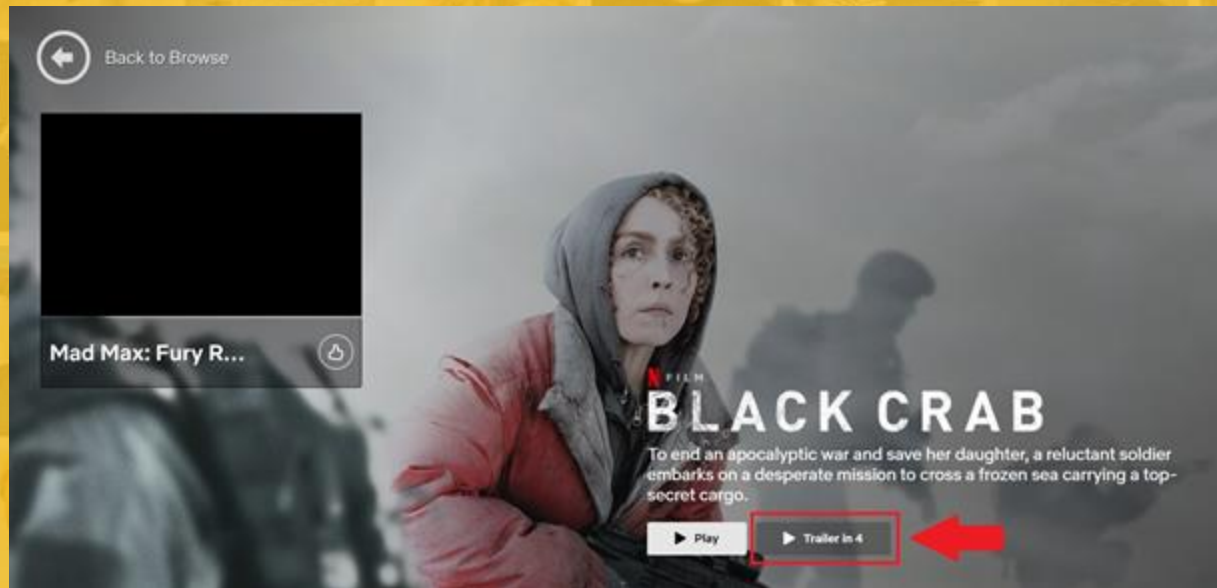 Back to Browse
Mad Max: Fury R...
N FILM
BLACK CRAB
To end an apocalyptic war and save her daughter, a reluctant soldier
embarks on a desperate mission to cross a frozen sea carrying a top-
secret cargo.
Play
Trailer in 4